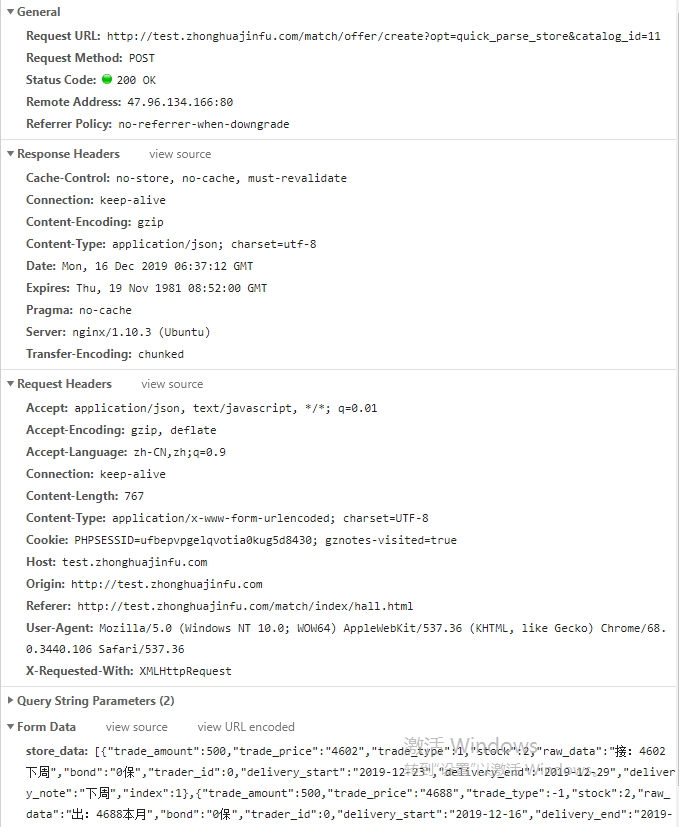 General
Request URL: http://test.zhonghuajinfu.com/match/offer/create?opt=quick_parse_store&catalog_id=11
Request Method: POST
Status Code: 200 OK
Remote Address: 47.96.134.166:80
Referrer Policy: no-referrer-when-downgrade
Response Headers view source
Cache-Control: no-store, no-cache, must-revalidate
Connection: keep-alive
Content-Encoding: gzip
Content-Type: application/json; charset=utf-8
Date: Mon, 16 Dec 2019 06:37:12 GMT
Expires: Thu, 19 Nov 1981 08:52:00 GMT
Pragma: no-cache
Server: nginx/1.10.3 (Ubuntu)
Transfer-Encoding: chunked
Request Headers view source
Accept: application/json, text/javascript, */*; q=0.01
Accept-Encoding: gzip, deflate
Accept-Language: zh-CN,zh;q=0.9
Connection: keep-alive
Content-Length: 767
Content-Type: application/x-www-form-urlencoded; charset=UTF-8
Cookie: PHPSESSID=ufbepvpgelqvotia0kug5d8430; gznotes-visited=true
Host: test.zhonghuajinfu.com
Origin: http://test.zhonghuajinfu.com
Referer: http://test.zhonghuajinfu.com/match/index/hall.html
User-Agent: Mozilla/5.0 (Windows NT 10.0; WOW64) AppleWebKit/537.36 (KHTML, like Gecko) Chrome/68.
0.3440.106 Safari/537.36
X-Requested-With: XMLHttpRequest
Query String Parameters (2)
Form Data view source view URL encoded
激活 Windows
store_data: [{"trade_amount":500,"trade_price":"4602","trade_type":1,"stock":2,"raw_data":"接：4602
转到"设置"以激活 Windows。
下周","bond":"0保","trader_id":0,"delivery_start":"2019-12-23","delivery_end":"2019-12-29","deliver
y_note":"下周","index":1},{"trade_amount":500,"trade_price":"4688","trade_type":-1,"stock":2,"raw_
data":"出：4688本月","bond":"0保","trader_id":0,"delivery_start":"2019-12-16","delivery_end":"2019-